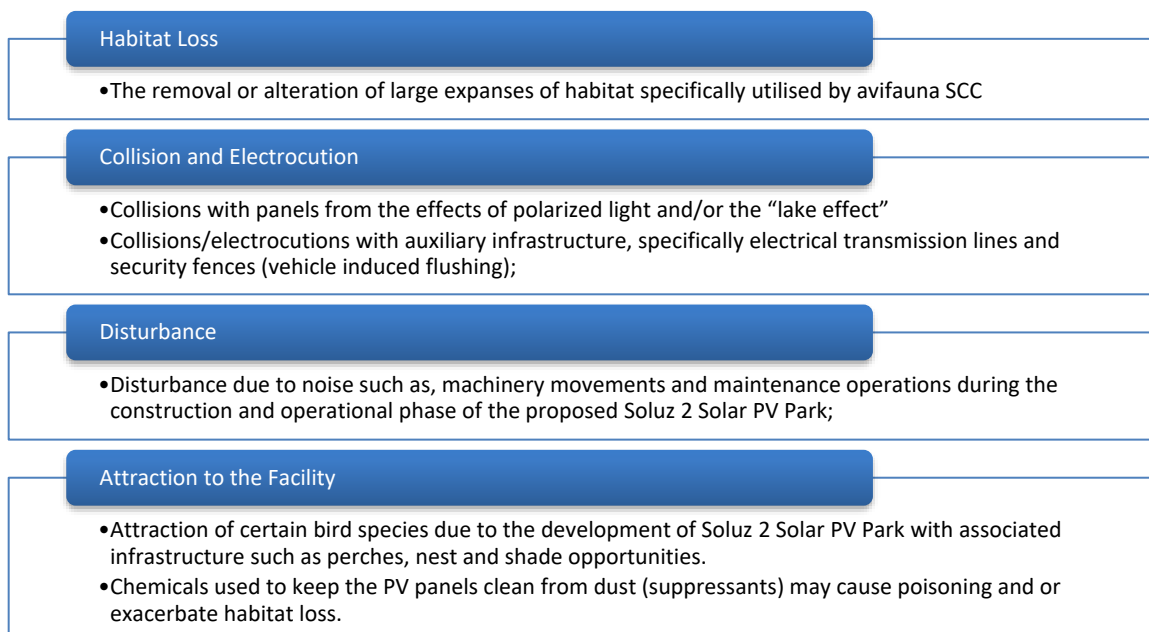 Habitat Loss
•The removal or alteration of large expanses of habitat specifically utilised by avifauna SCC
Collision and Electrocution
•Collisions with panels from the effects of polarized light and/or the “lake effect”
•Collisions/electrocutions with auxiliary infrastructure, specifically electrical transmission lines and
security fences (vehicle induced flushing);
Disturbance
•Disturbance due to noise such as, machinery movements and maintenance operations during the
construction and operational phase of the proposed Soluz 2 Solar PV Park;
Attraction to the Facility
•Attraction of certain bird species due to the development of Soluz 2 Solar PV Park with associated
infrastructure such as perches, nest and shade opportunities.
•Chemicals used to keep the PV panels clean from dust (suppressants) may cause poisoning and or
exacerbate habitat loss.